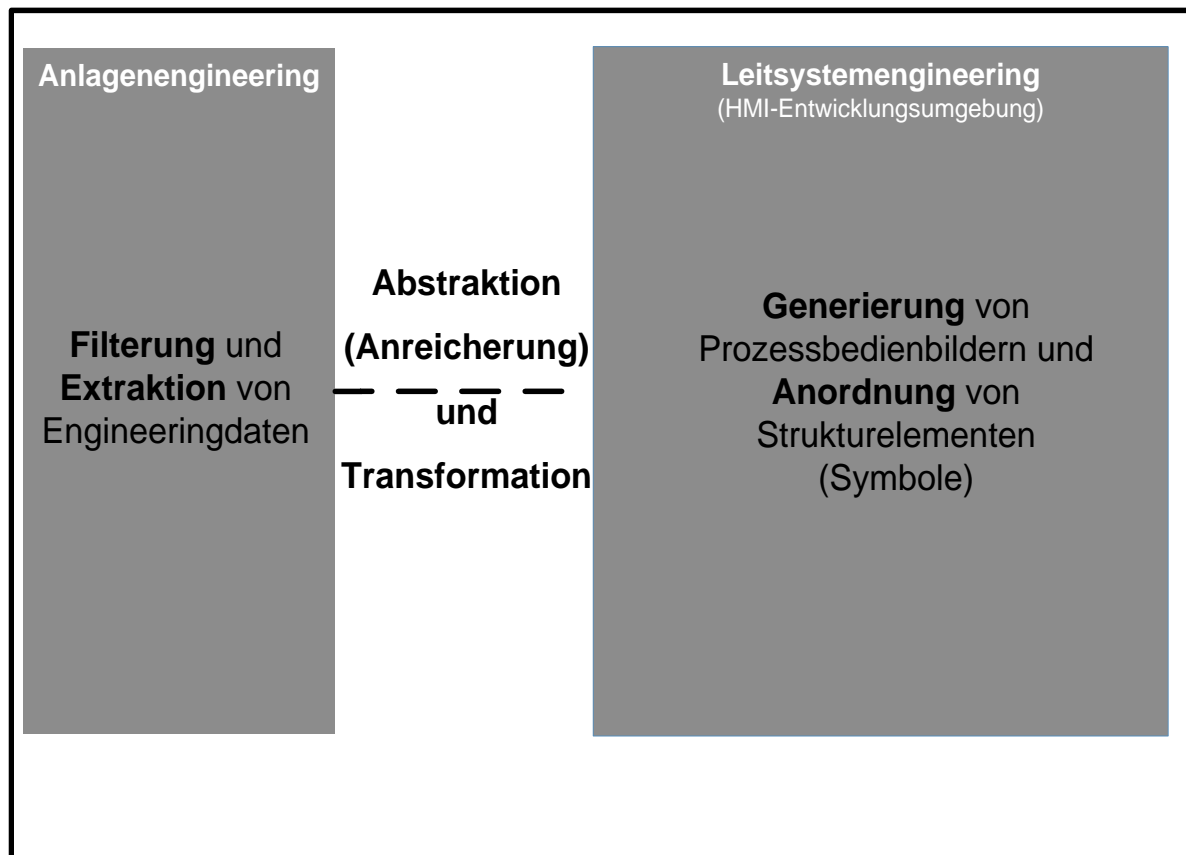 Anlagenengineering
Filterung und
Extraktion von
Engineeringdaten
Abstraktion
(Anreicherung)
und
Transformation
Leitsystemengineering
(HMI-Entwicklungsumgebung)
Generierung von
Prozessbedienbildern und
Anordnung von
Strukturelementen
(Symbole)